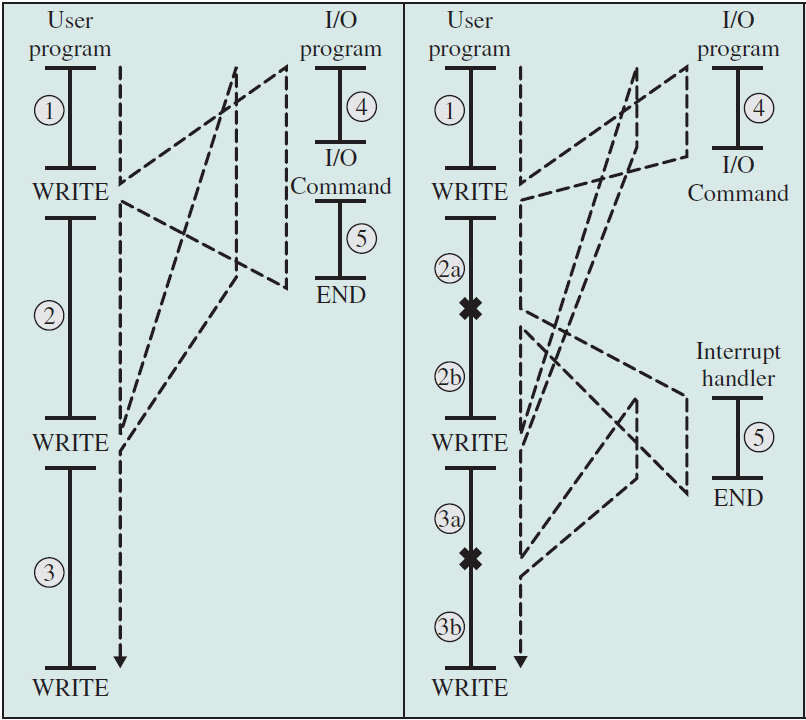 User
program
I/O
program
1
4
WRITE
I/O
Command
5
END
2
WRITE
3
WRITE
User
program
I/O
program
1
4
WRITE
I/O
Command
2a
2b
Interrupt
handler
5
END
WRITE
3a
3b
WRITE